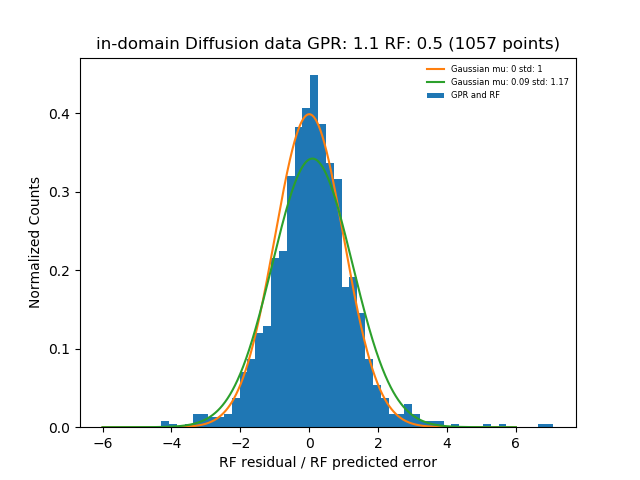 in-domain Diffusion data GPR: 1.1 RF: 0.5 (1057 points)
Gaussian mu: 0 std: 1
Gaussian mu: 0.09 std: 1.17
GPR and RF
Normalized Counts
0.4
0.3
0.2
0.1
0.0
−6 −4 −2 0 2 4 6
RF residual / RF predicted error